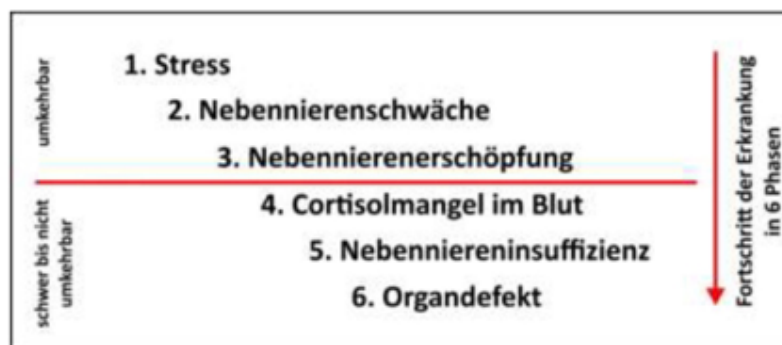 umkehrbar
1. Stress
2. Nebennierenschwäche
3. Nebennierenerschöpfung
schwer bis nicht
umkehrbar
4. Cortisolmangel im Blut
5. Nebenniereninsuffizienz
6. Organdefekt
Fortschritt der Erkrankung
in 6 Phasen